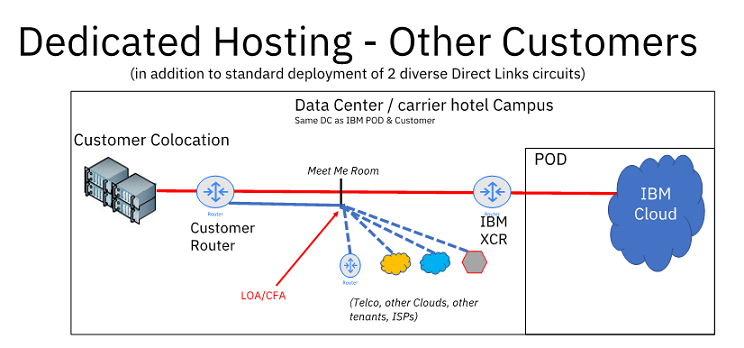 Dedicated Hosting - Other Customers
(in addition to standard deployment of 2 diverse Direct Links circuits)
Data Center / carrier hotel Campus
Same DC as IBM POD & Customer
Customer Colocation
POD
Meet Me Room
IBM
Cloud
Router
Router
Customer
Router
IBM
XCR
Router
LOA/CFA
(Telco, other Clouds, other
tenants, ISPs)